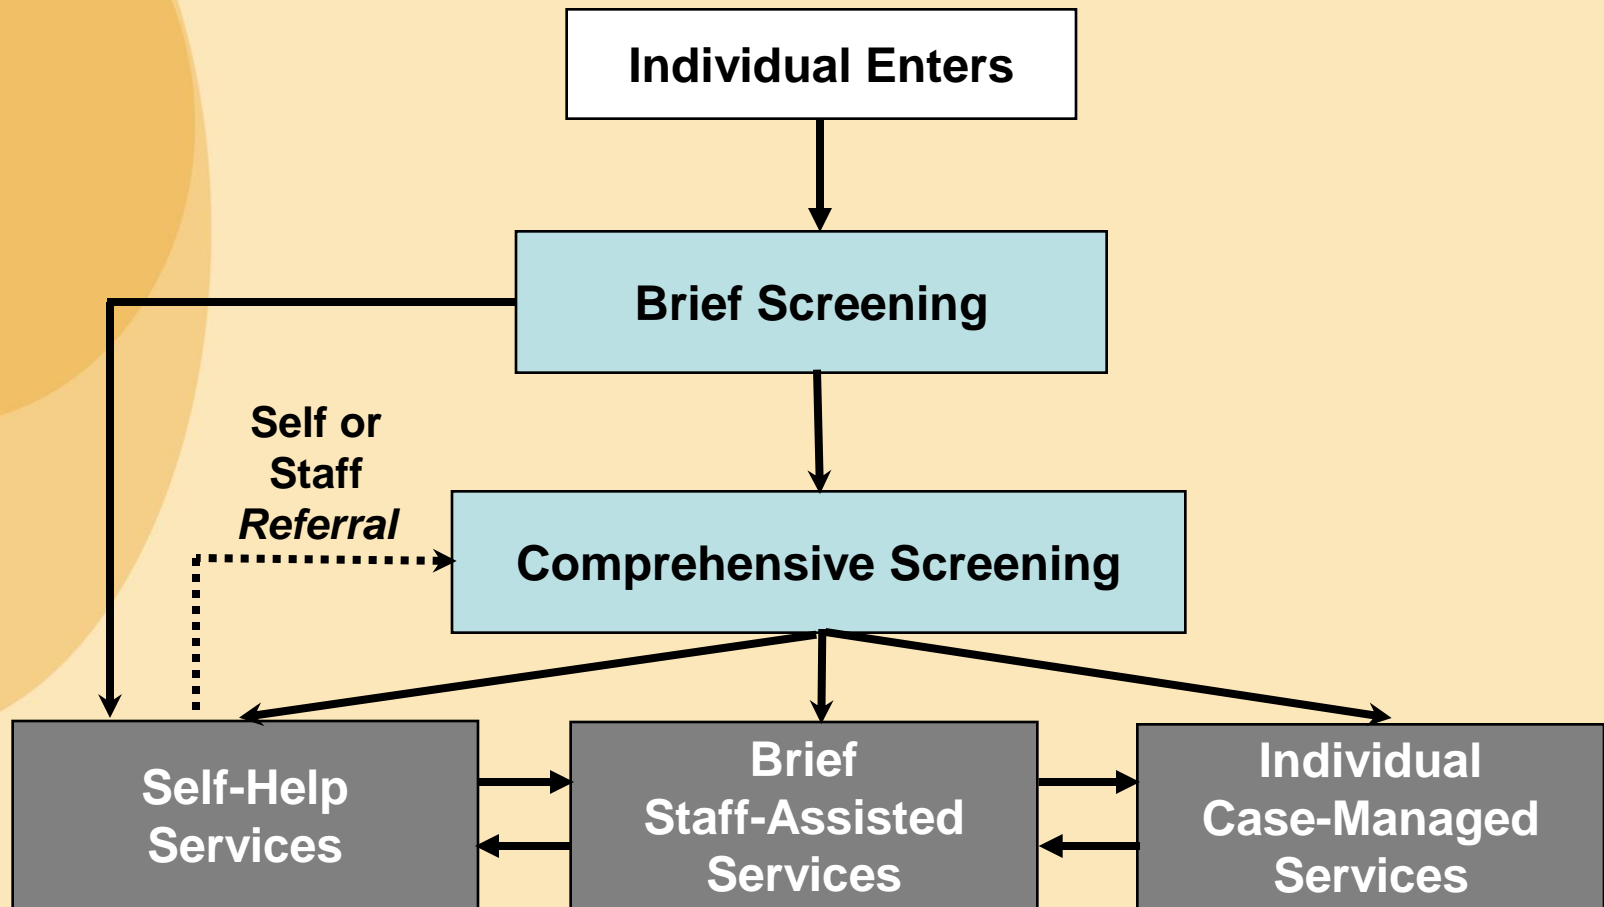 Individual Enters
Brief Screening
Self or
Staff
Referral
Comprehensive Screening
Self-Help
Services
Brief
Staff-Assisted
Services
Individual
Case-Managed
Services